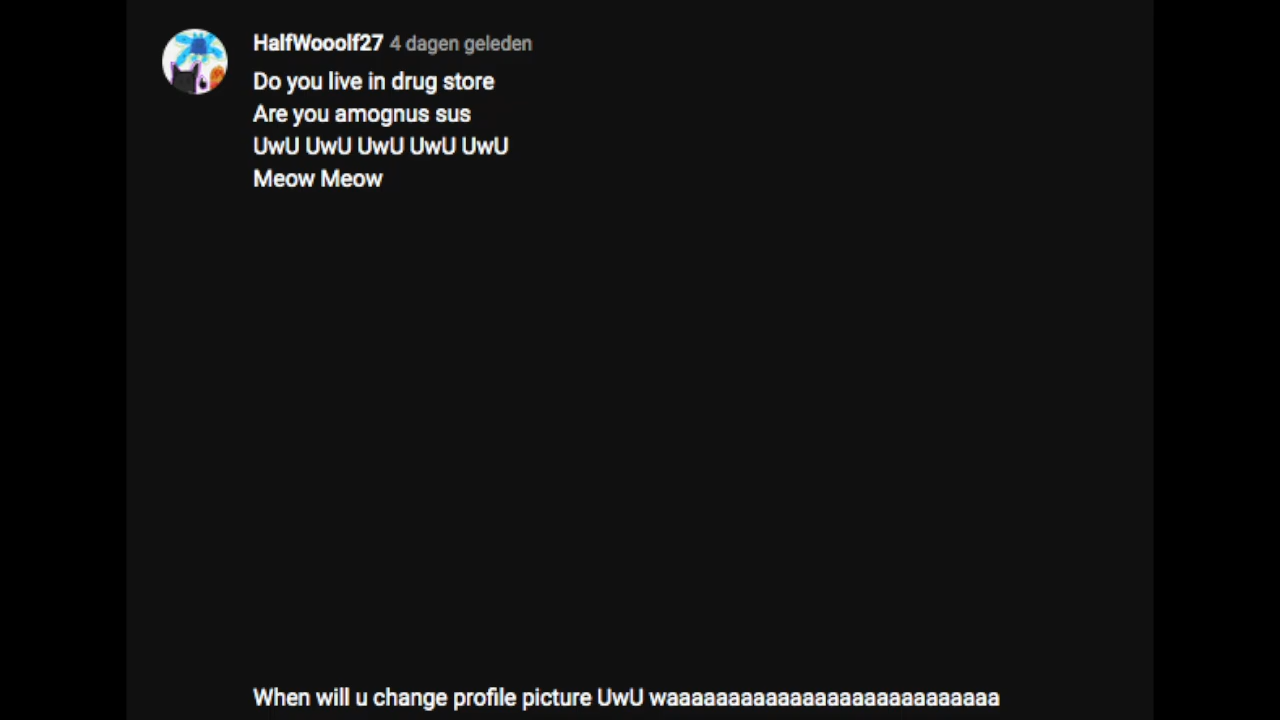 HalfWooolf27 4 dagen geleden
Do you live in drug store
Are you amognus sus
UwU UwU UwU UwU UwU
Meow Meow
When will u change profile picture UwU waaaaaaaaaaaaaaaaaaaaaaaaaaa